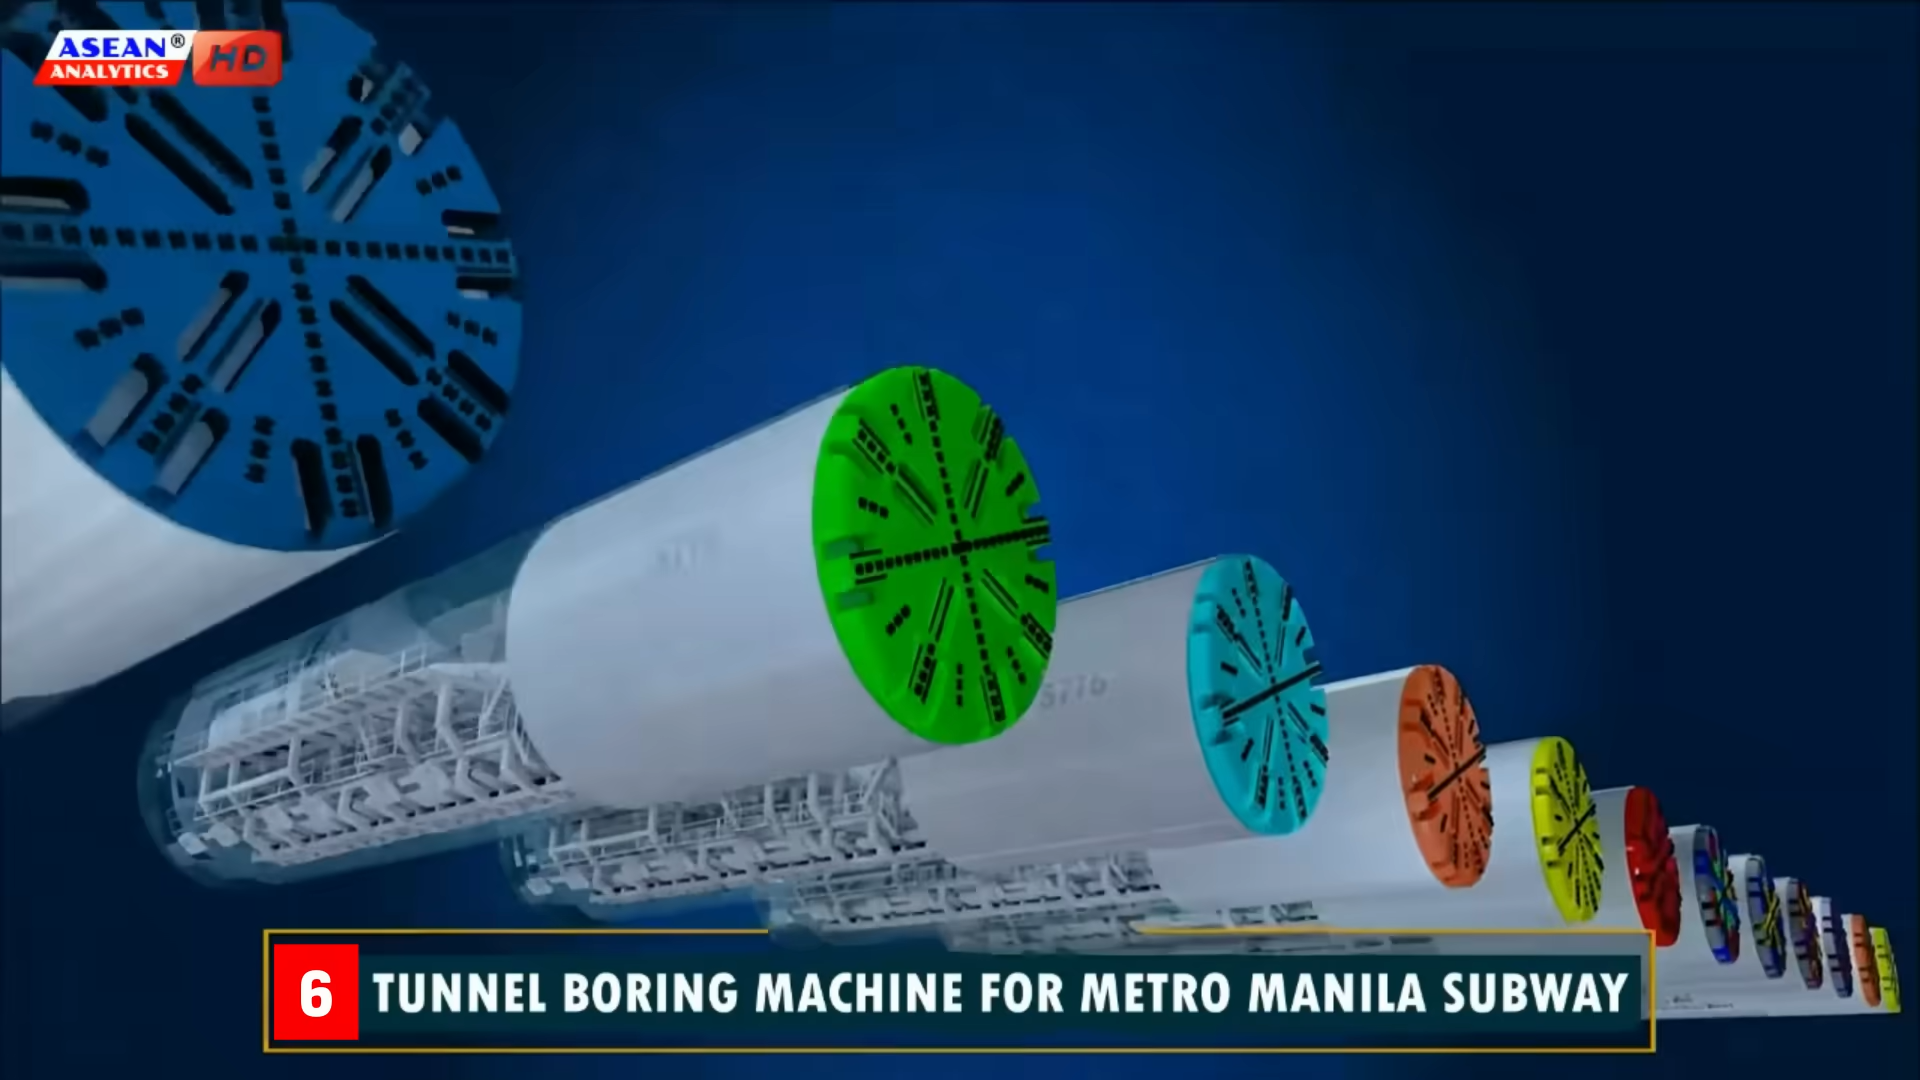 ASEAN®
ANALYTICS
HD
6 TUNNEL BORING MACHINE FOR METRO MANILA SUBWAY